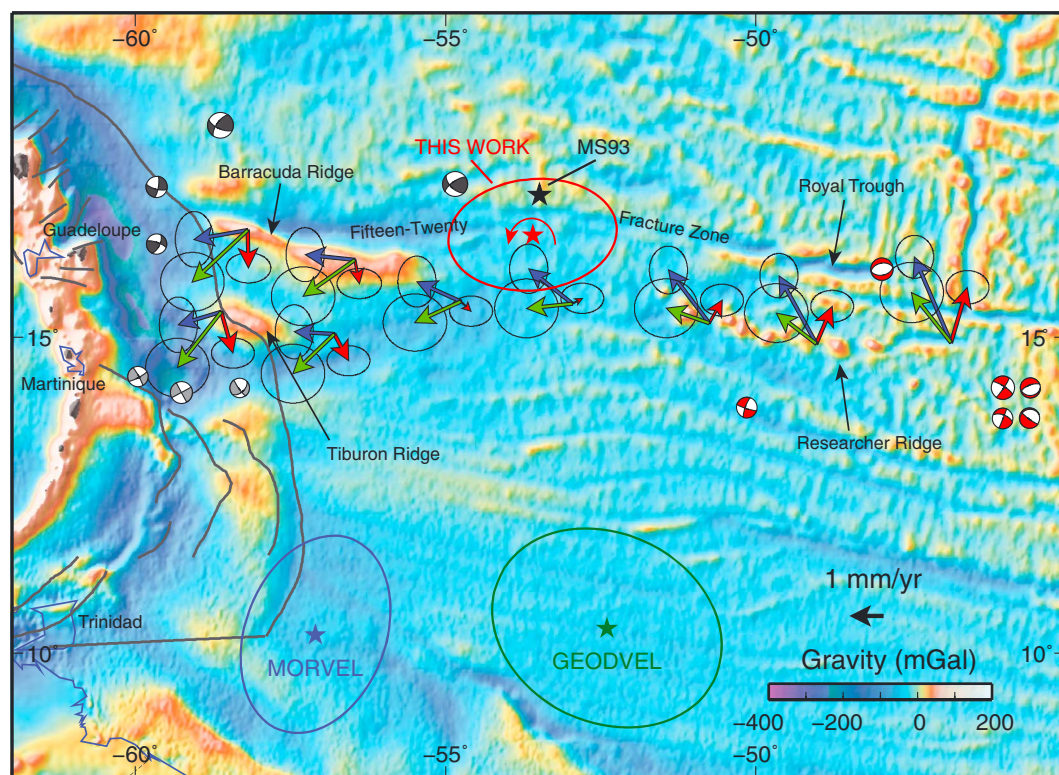 −60˚
−55˚
−50˚
THIS WORK
MS93
Barracuda Ridge
Royal Trough
Guadeloupe
Fifteen-Twenty
Fracture Zone
15˚
15˚
Martinique
Tiburon Ridge
Researcher Ridge
1 mm/yr
Trinidad
10˚
10˚
MORVEL
GEODVEL
Gravity (mGal)
−400
−200
0
200
−60˚
−55˚
−50˚